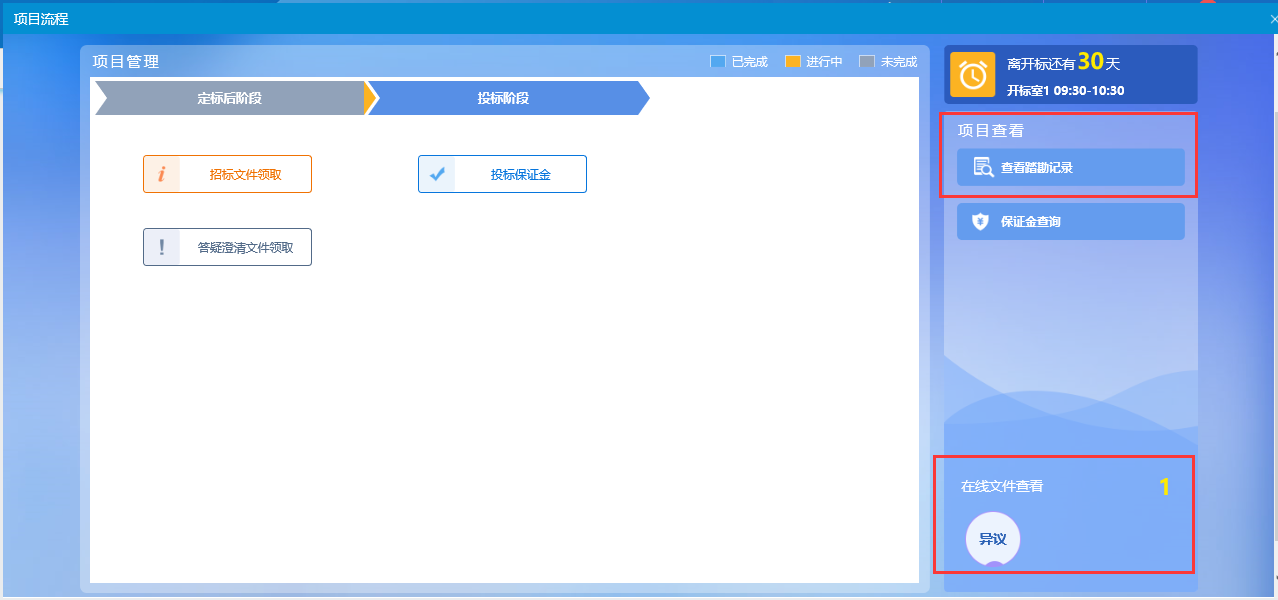 项目流程
项目管理
已完成
进行中
未完成
定标后阶段
投标阶段
招标文件领取
投标保证金
答疑澄清文件领取
离开标还有30天
开标室1 09:30-10:30
项目查看
查看踏勘记录
保证金查询
在线文件查看
1
异议